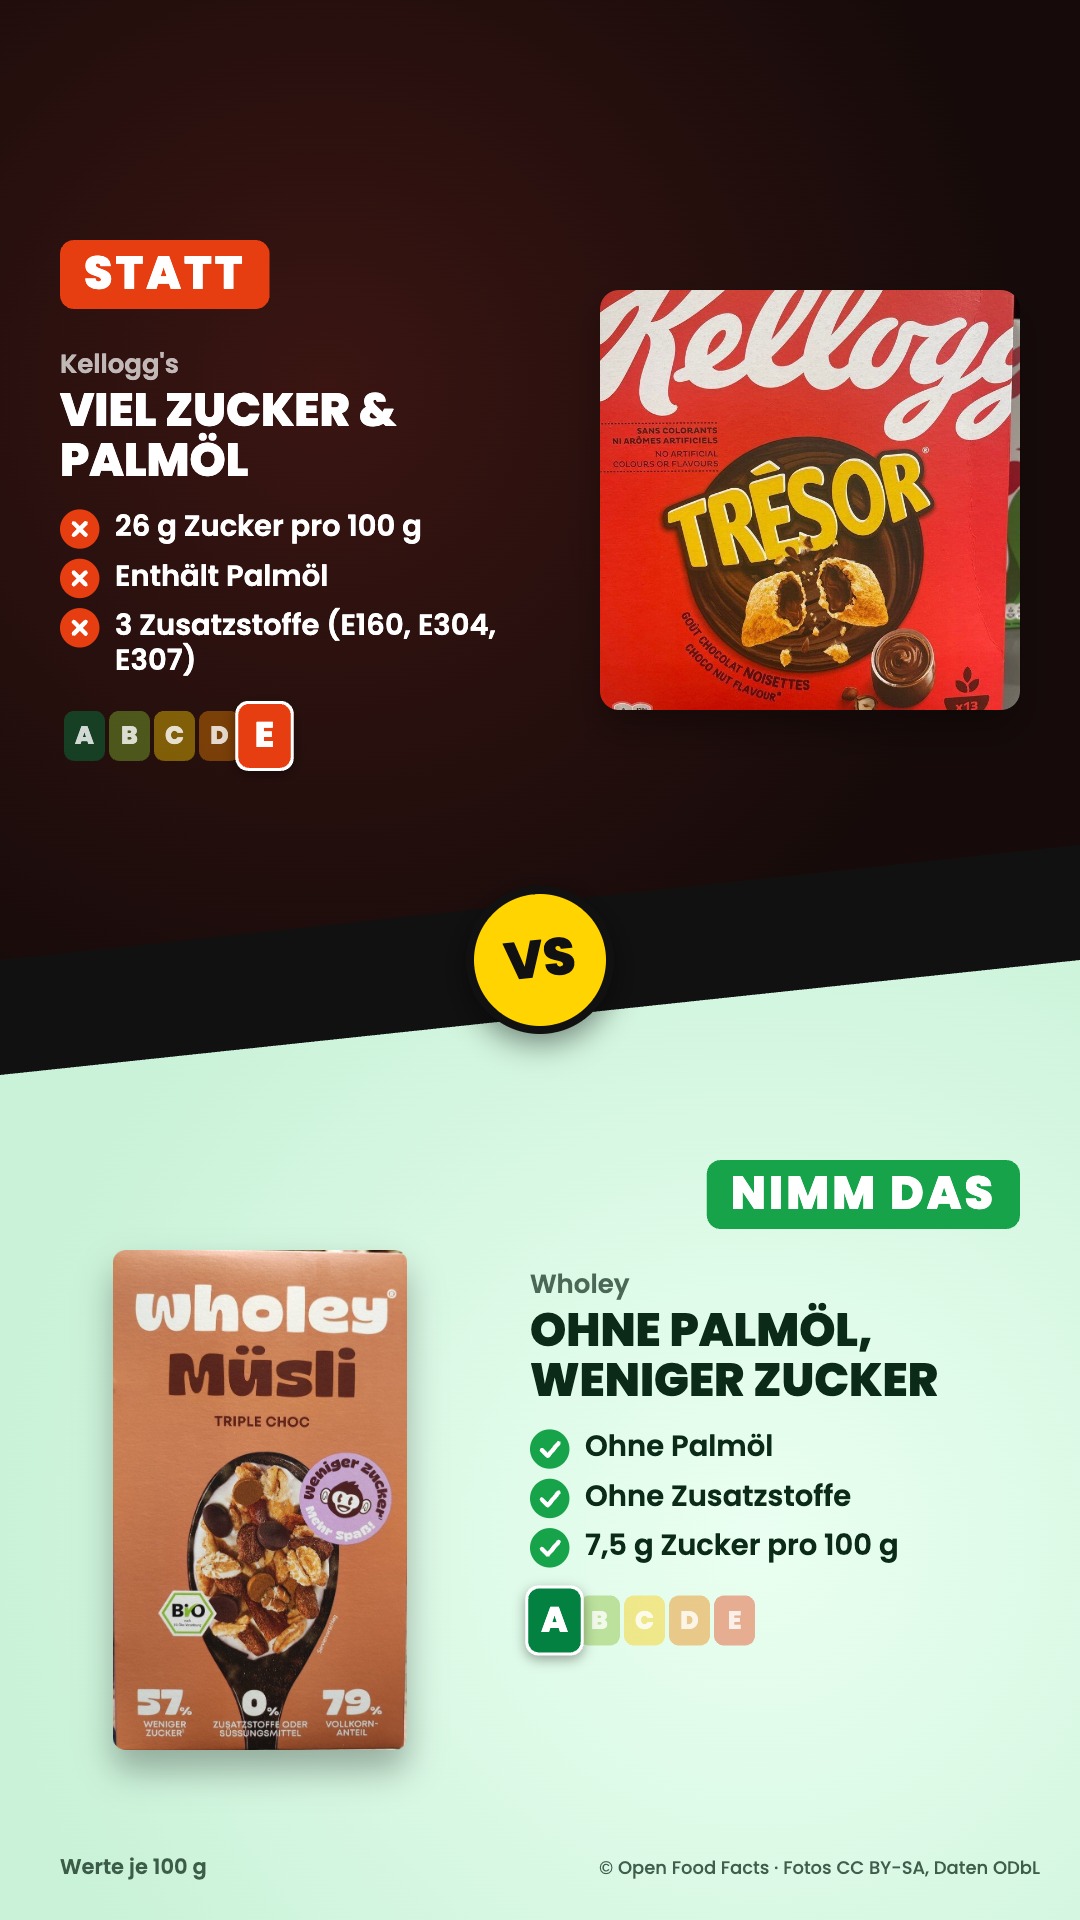 STATT
Kellogg's
VIEL ZUCKER &
PALMÖL
26 g Zucker pro 100 g
Enthält Palmöl
3 Zusatzstoffe (E160, E304,
E307)
A B C D E
Kellogg
SANS COLORANTS
NI ARÔMES ARTIFICIELS
NO ARTIFICIAL
COLOURS OR FLAVOURS
TRÉSOR®
GOÛT CHOCOLAT NOISETTES
CHOCO NUT FLAVOUR*
x13
VS
NIMM DAS
Wholey
OHNE PALMÖL,
WENIGER ZUCKER
Ohne Palmöl
Ohne Zusatzstoffe
7,5 g Zucker pro 100 g
A B C D E
wholey®
Müsli
TRIPLE CHOC
Weniger Zucker
Mehr Spaß!
BiO
57% 0% 79%
WENIGER ZUSATZSTOFFE ODER VOLLKORN-
ZUCKER SÜSSUNGSMITTEL ANTEIL
Werte je 100 g
© Open Food Facts · Fotos CC BY-SA, Daten ODbL